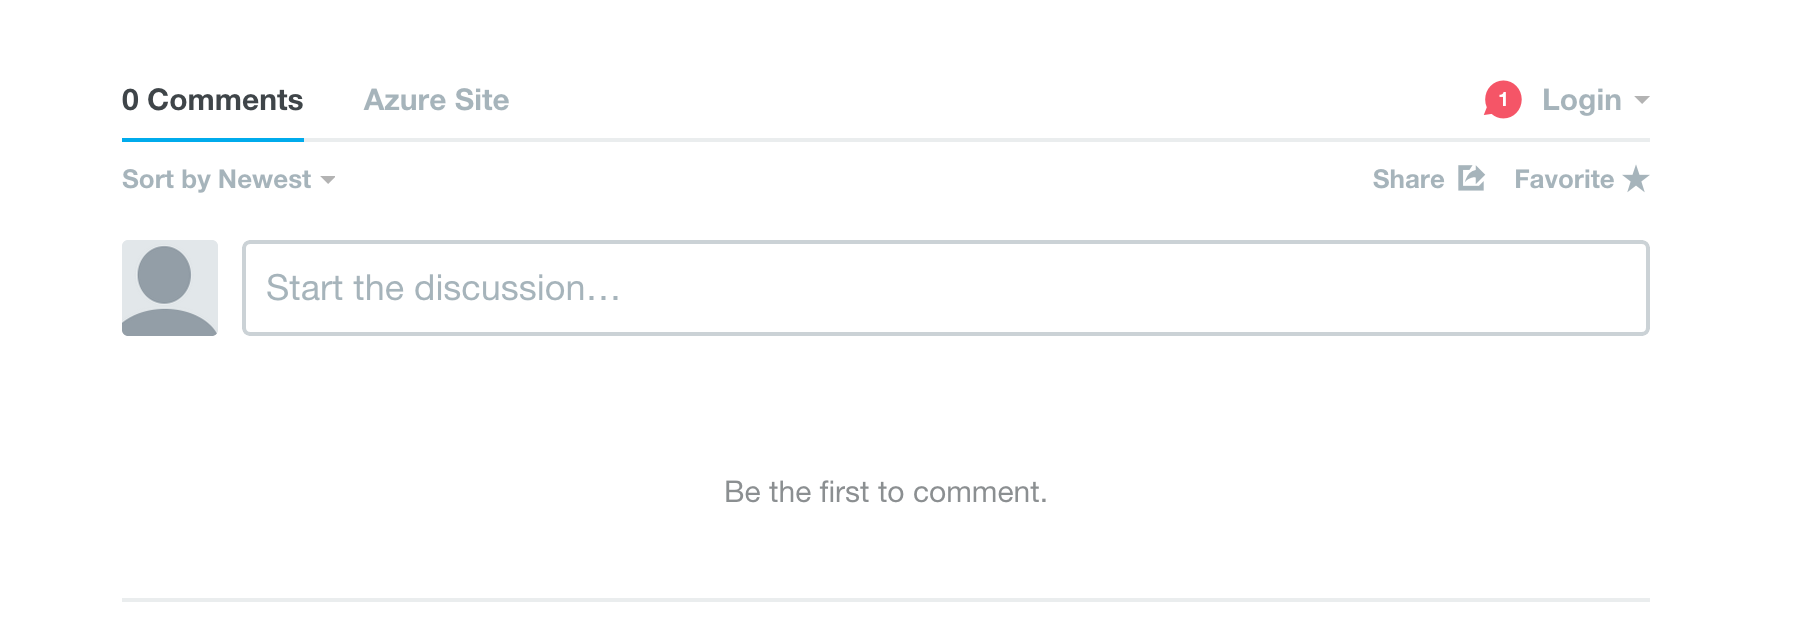 0 Comments Azure Site 1 Login
Sort by Newest Share Favorite
Start the discussion…
Be the first to comment.